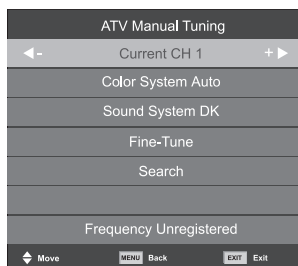 ATV Manual Tuning
- Current CH 1 +
Color System Auto
Sound System DK
Fine-Tune
Search
Frequency Unregistered
Move MENU Back EXIT Exit